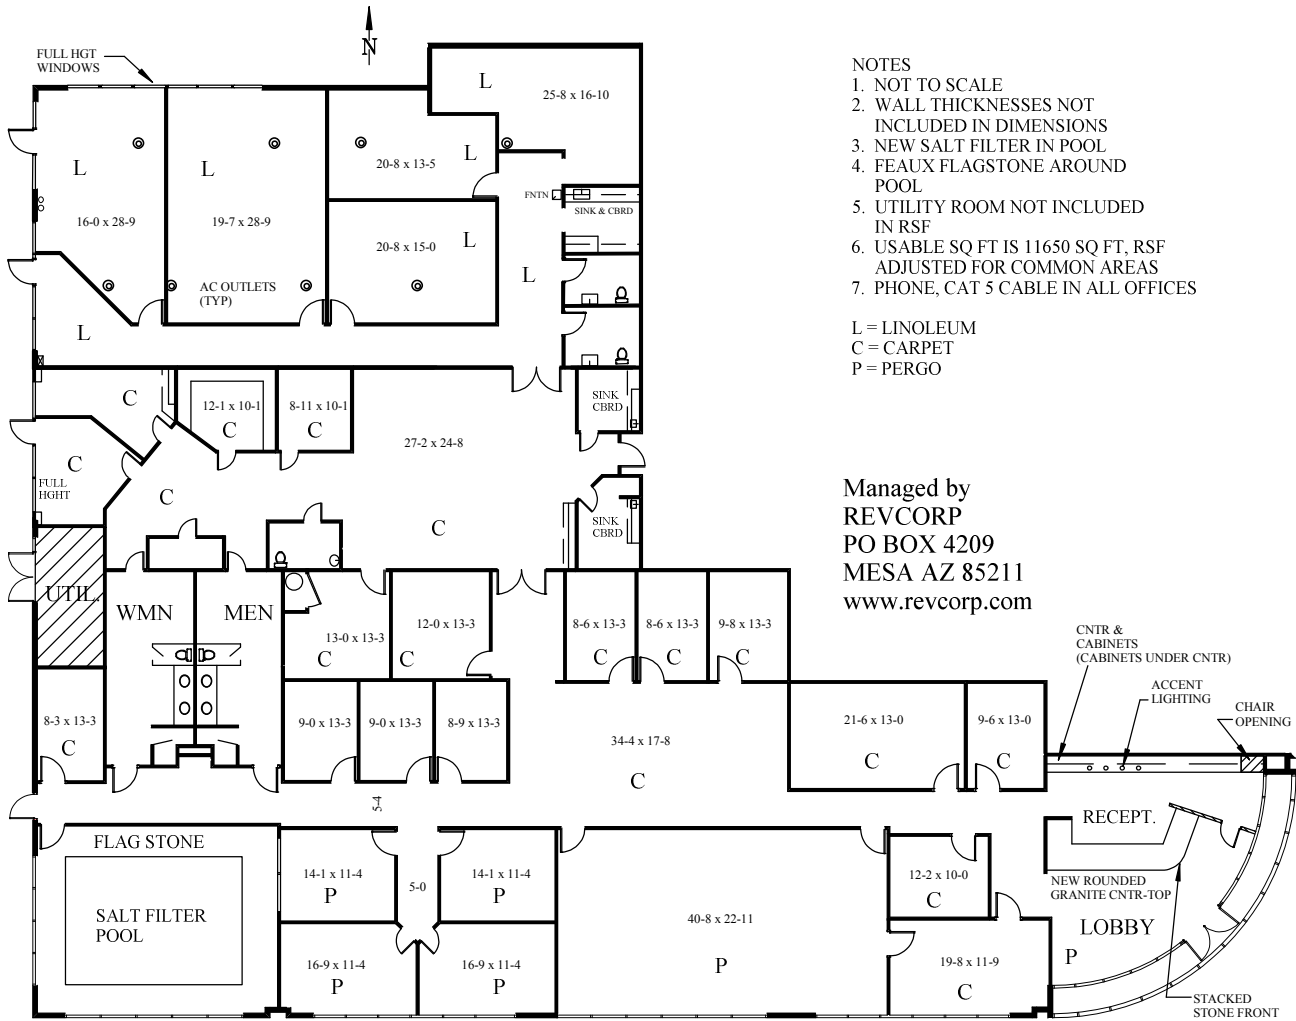 N
FULL HGT
WINDOWS
L
25-8 x 16-10
L
L
20-8 x 13-5
L
16-0 x 28-9
19-7 x 28-9
FNTN
SINK & CBRD
20-8 x 15-0
L
AC OUTLETS
(TYP)
L
L
NOTES
1. NOT TO SCALE
2. WALL THICKNESSES NOT
INCLUDED IN DIMENSIONS
3. NEW SALT FILTER IN POOL
4. FEAUX FLAGSTONE AROUND
POOL
5. UTILITY ROOM NOT INCLUDED
IN RSF
6. USABLE SQ FT IS 11650 SQ FT, RSF
ADJUSTED FOR COMMON AREAS
7. PHONE, CAT 5 CABLE IN ALL OFFICES
L = LINOLEUM
C = CARPET
P = PERGO
C
12-1 x 10-1
C
8-11 x 10-1
C
SINK
CBRD
27-2 x 24-8
C
FULL
HGHT
C
C
SINK
CBRD
Managed by
REVCORP
PO BOX 4209
MESA AZ 85211
www.revcorp.com
UTIL.
WMN
MEN
13-0 x 13-3
C
12-0 x 13-3
C
8-6 x 13-3
C
8-6 x 13-3
C
9-8 x 13-3
C
8-3 x 13-3
C
9-0 x 13-3
9-0 x 13-3
8-9 x 13-3
34-4 x 17-8
C
21-6 x 13-0
C
9-6 x 13-0
C
CNTR &
CABINETS
(CABINETS UNDER CNTR)
ACCENT
LIGHTING
CHAIR
OPENING
5-4
RECEPT.
FLAG STONE
SALT FILTER
POOL
14-1 x 11-4
P
5-0
14-1 x 11-4
P
16-9 x 11-4
P
16-9 x 11-4
P
40-8 x 22-11
P
12-2 x 10-0
C
19-8 x 11-9
C
NEW ROUNDED
GRANITE CNTR-TOP
LOBBY
P
STACKED
STONE FRONT